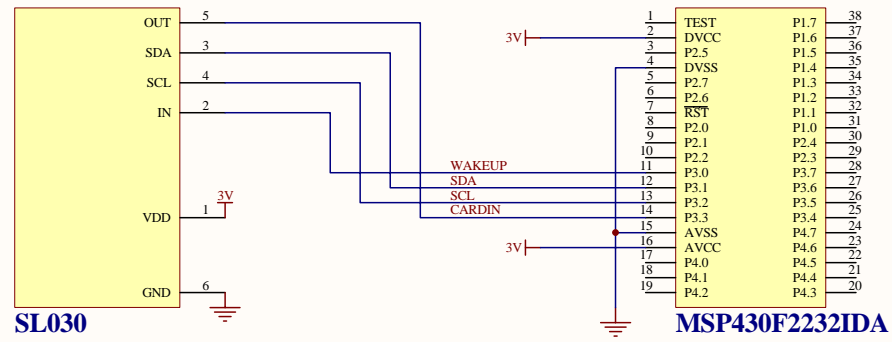 OUT 5
SDA 3
SCL 4
IN 2
VDD 1
3V
GND 6
SL030
WAKEUP
SDA
SCL
CARDIN
3V
3V
1 TEST P1.7 38
2 DVCC P1.6 37
3 P2.5 P1.5 36
4 DVSS P1.4 35
5 P2.7 P1.3 34
6 P2.6 P1.2 33
7 RST P1.1 32
8 P2.0 P1.0 31
9 P2.1 P2.4 30
10 P2.2 P2.3 29
11 P3.0 P3.7 28
12 P3.1 P3.6 27
13 P3.2 P3.5 26
14 P3.3 P3.4 25
15 AVSS P4.7 24
16 AVCC P4.6 23
17 P4.0 P4.5 22
18 P4.1 P4.4 21
19 P4.2 P4.3 20
MSP430F2232IDA